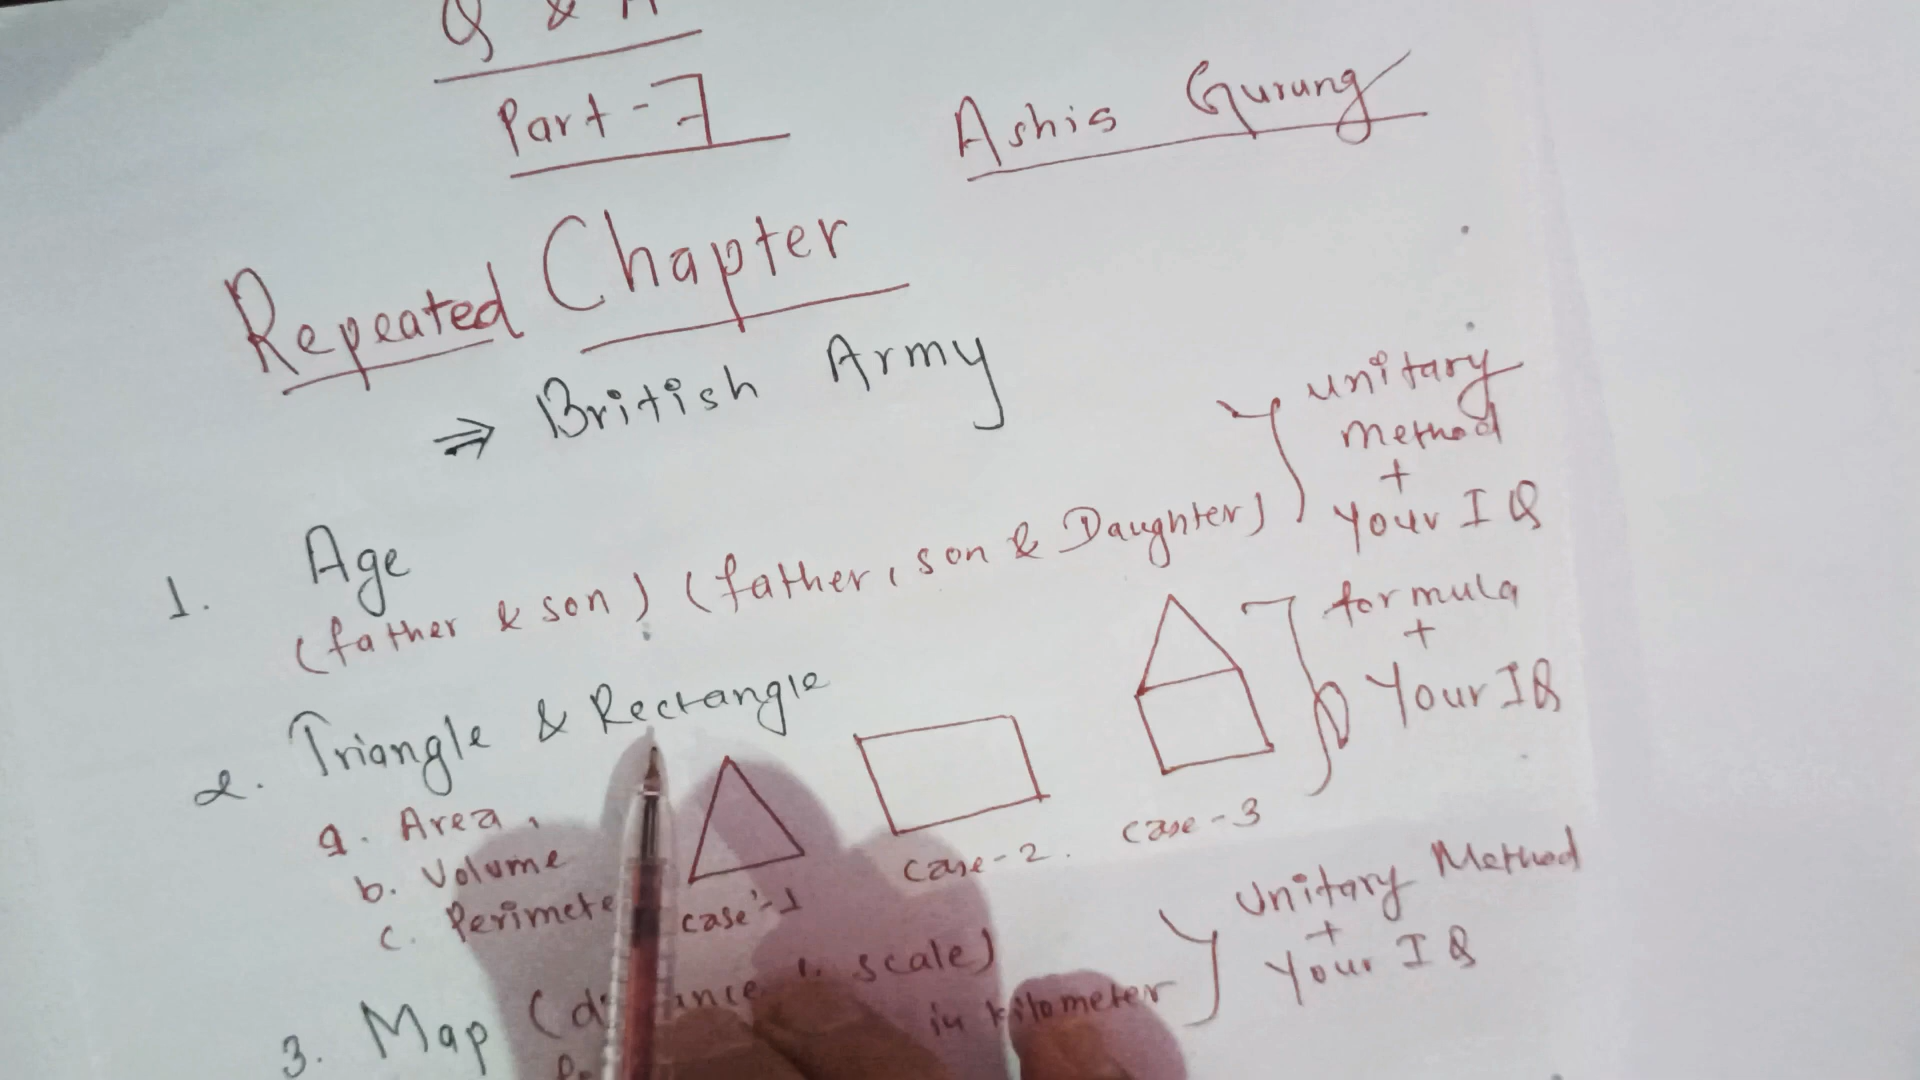 Q & A
Part - 7
Ashis Gurung
Repeated Chapter
⇒ British Army
1. Age
(father & son) (father, son & Daughter)
unitary
method
+
Your IQ
2. Triangle & Rectangle
a. Area,
b. Volume
c. Perimete
case-1
case-2.
case-3
formula
+
Your IQ
3. Map (
scale)
in kilometer
Unitary Method
+
Your IQ